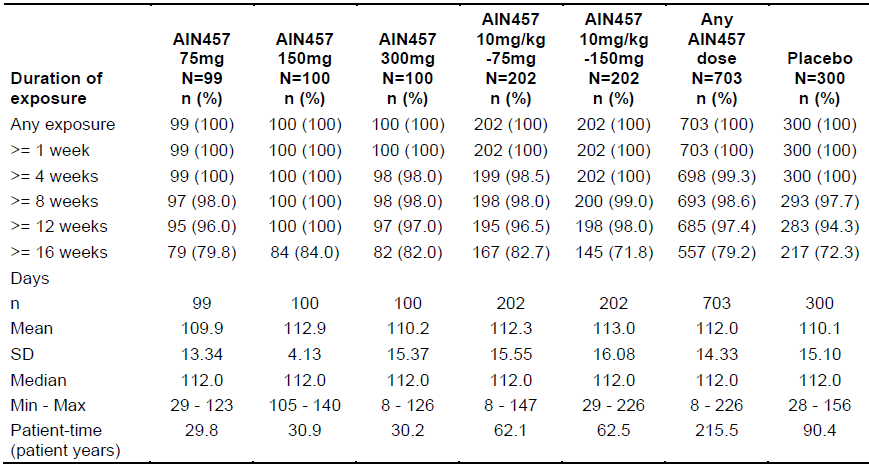 AIN457 AIN457 Any
AIN457 AIN457 AIN457 10mg/kg 10mg/kg AIN457
75mg 150mg 300mg -75mg -150mg dose Placebo
Duration of N=99 N=100 N=100 N=202 N=202 N=703 N=300
exposure n (%) n (%) n (%) n (%) n (%) n (%) n (%)
Any exposure 99 (100) 100 (100) 100 (100) 202 (100) 202 (100) 703 (100) 300 (100)
>= 1 week 99 (100) 100 (100) 100 (100) 202 (100) 202 (100) 703 (100) 300 (100)
>= 4 weeks 99 (100) 100 (100) 98 (98.0) 199 (98.5) 202 (100) 698 (99.3) 300 (100)
>= 8 weeks 97 (98.0) 100 (100) 98 (98.0) 198 (98.0) 200 (99.0) 693 (98.6) 293 (97.7)
>= 12 weeks 95 (96.0) 100 (100) 97 (97.0) 195 (96.5) 198 (98.0) 685 (97.4) 283 (94.3)
>= 16 weeks 79 (79.8) 84 (84.0) 82 (82.0) 167 (82.7) 145 (71.8) 557 (79.2) 217 (72.3)
Days
n 99 100 100 202 202 703 300
Mean 109.9 112.9 110.2 112.3 113.0 112.0 110.1
SD 13.34 4.13 15.37 15.55 16.08 14.33 15.10
Median 112.0 112.0 112.0 112.0 112.0 112.0 112.0
Min - Max 29 - 123 105 - 140 8 - 126 8 - 147 29 - 226 8 - 226 28 - 156
Patient-time 29.8 30.9 30.2 62.1 62.5 215.5 90.4
(patient years)